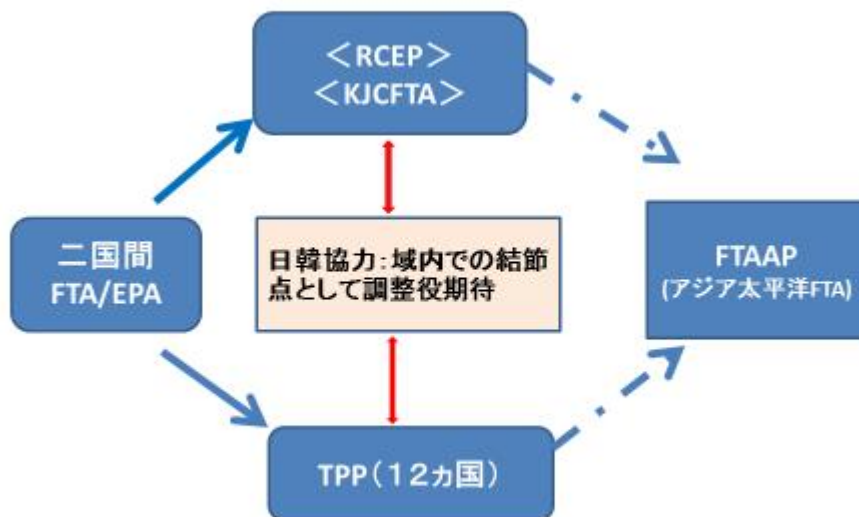 ＜RCEP＞
＜KJCFTA＞
二国間
FTA/EPA
日韓協力：域内での結節
点として調整役期待
FTAAP
(アジア太平洋FTA)
TPP（１２ヵ国）